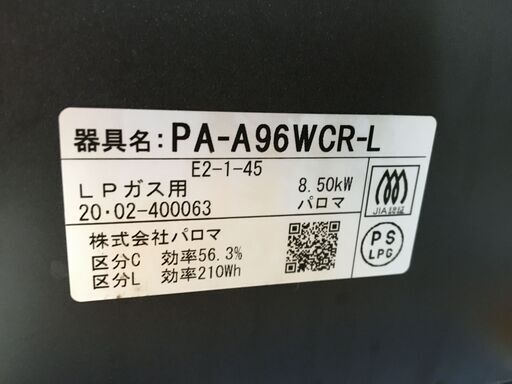 器具名: PA-A96WCR-L
E2-1-45
LPガス用 8.50kW
20・02-400063 パロマ
JIA認証
株式会社パロマ
区分C 効率56.3%
区分L 効率210Wh
PS
LPG